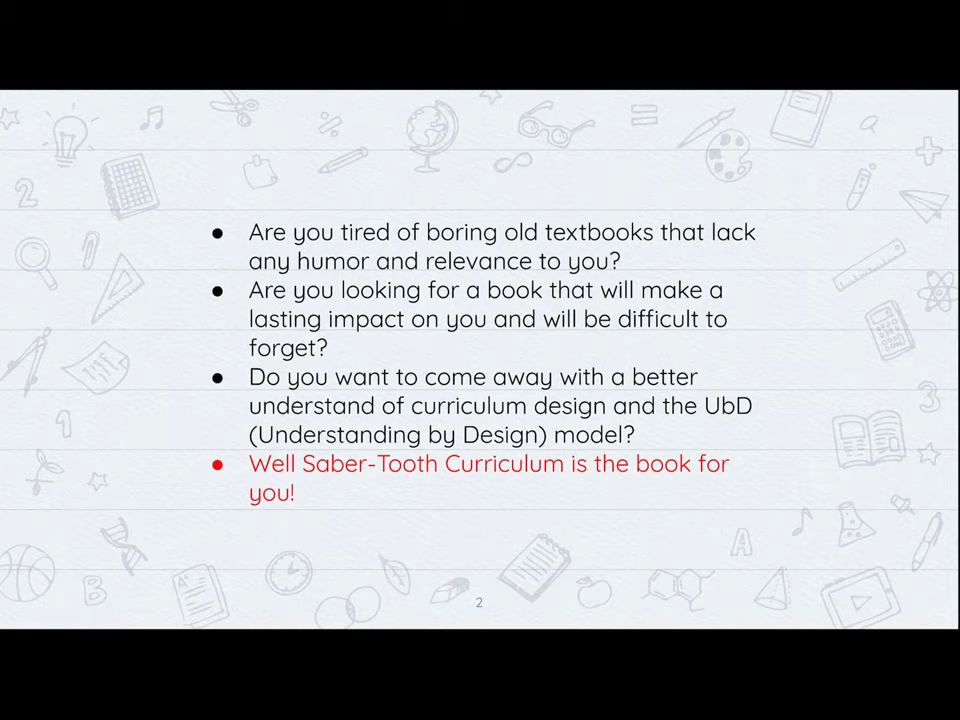 ● Are you tired of boring old textbooks that lack
any humor and relevance to you?
● Are you looking for a book that will make a
lasting impact on you and will be difficult to
forget?
● Do you want to come away with a better
understand of curriculum design and the UbD
(Understanding by Design) model?
● Well Saber-Tooth Curriculum is the book for
you!
2